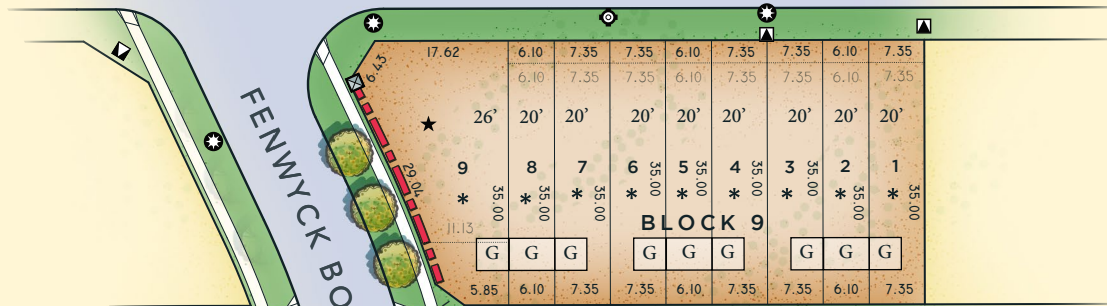 17.62 6.10 7.35 7.35 6.10 7.35 7.35 6.10 7.35
6.43
6.10 7.35 7.35 6.10 7.35 7.35 6.10 7.35
26' 20' 20' 20' 20' 20' 20' 20' 20'
FENWYCK BO
29.04
9 8 7 6 5 4 3 2 1
* * * * * * * * *
35.00 35.00 35.00 35.00 35.00 35.00 35.00 35.00 35.00
11.13
BLOCK 9
G G G G G G G G G
5.85 6.10 7.35 7.35 6.10 7.35 7.35 6.10 7.35